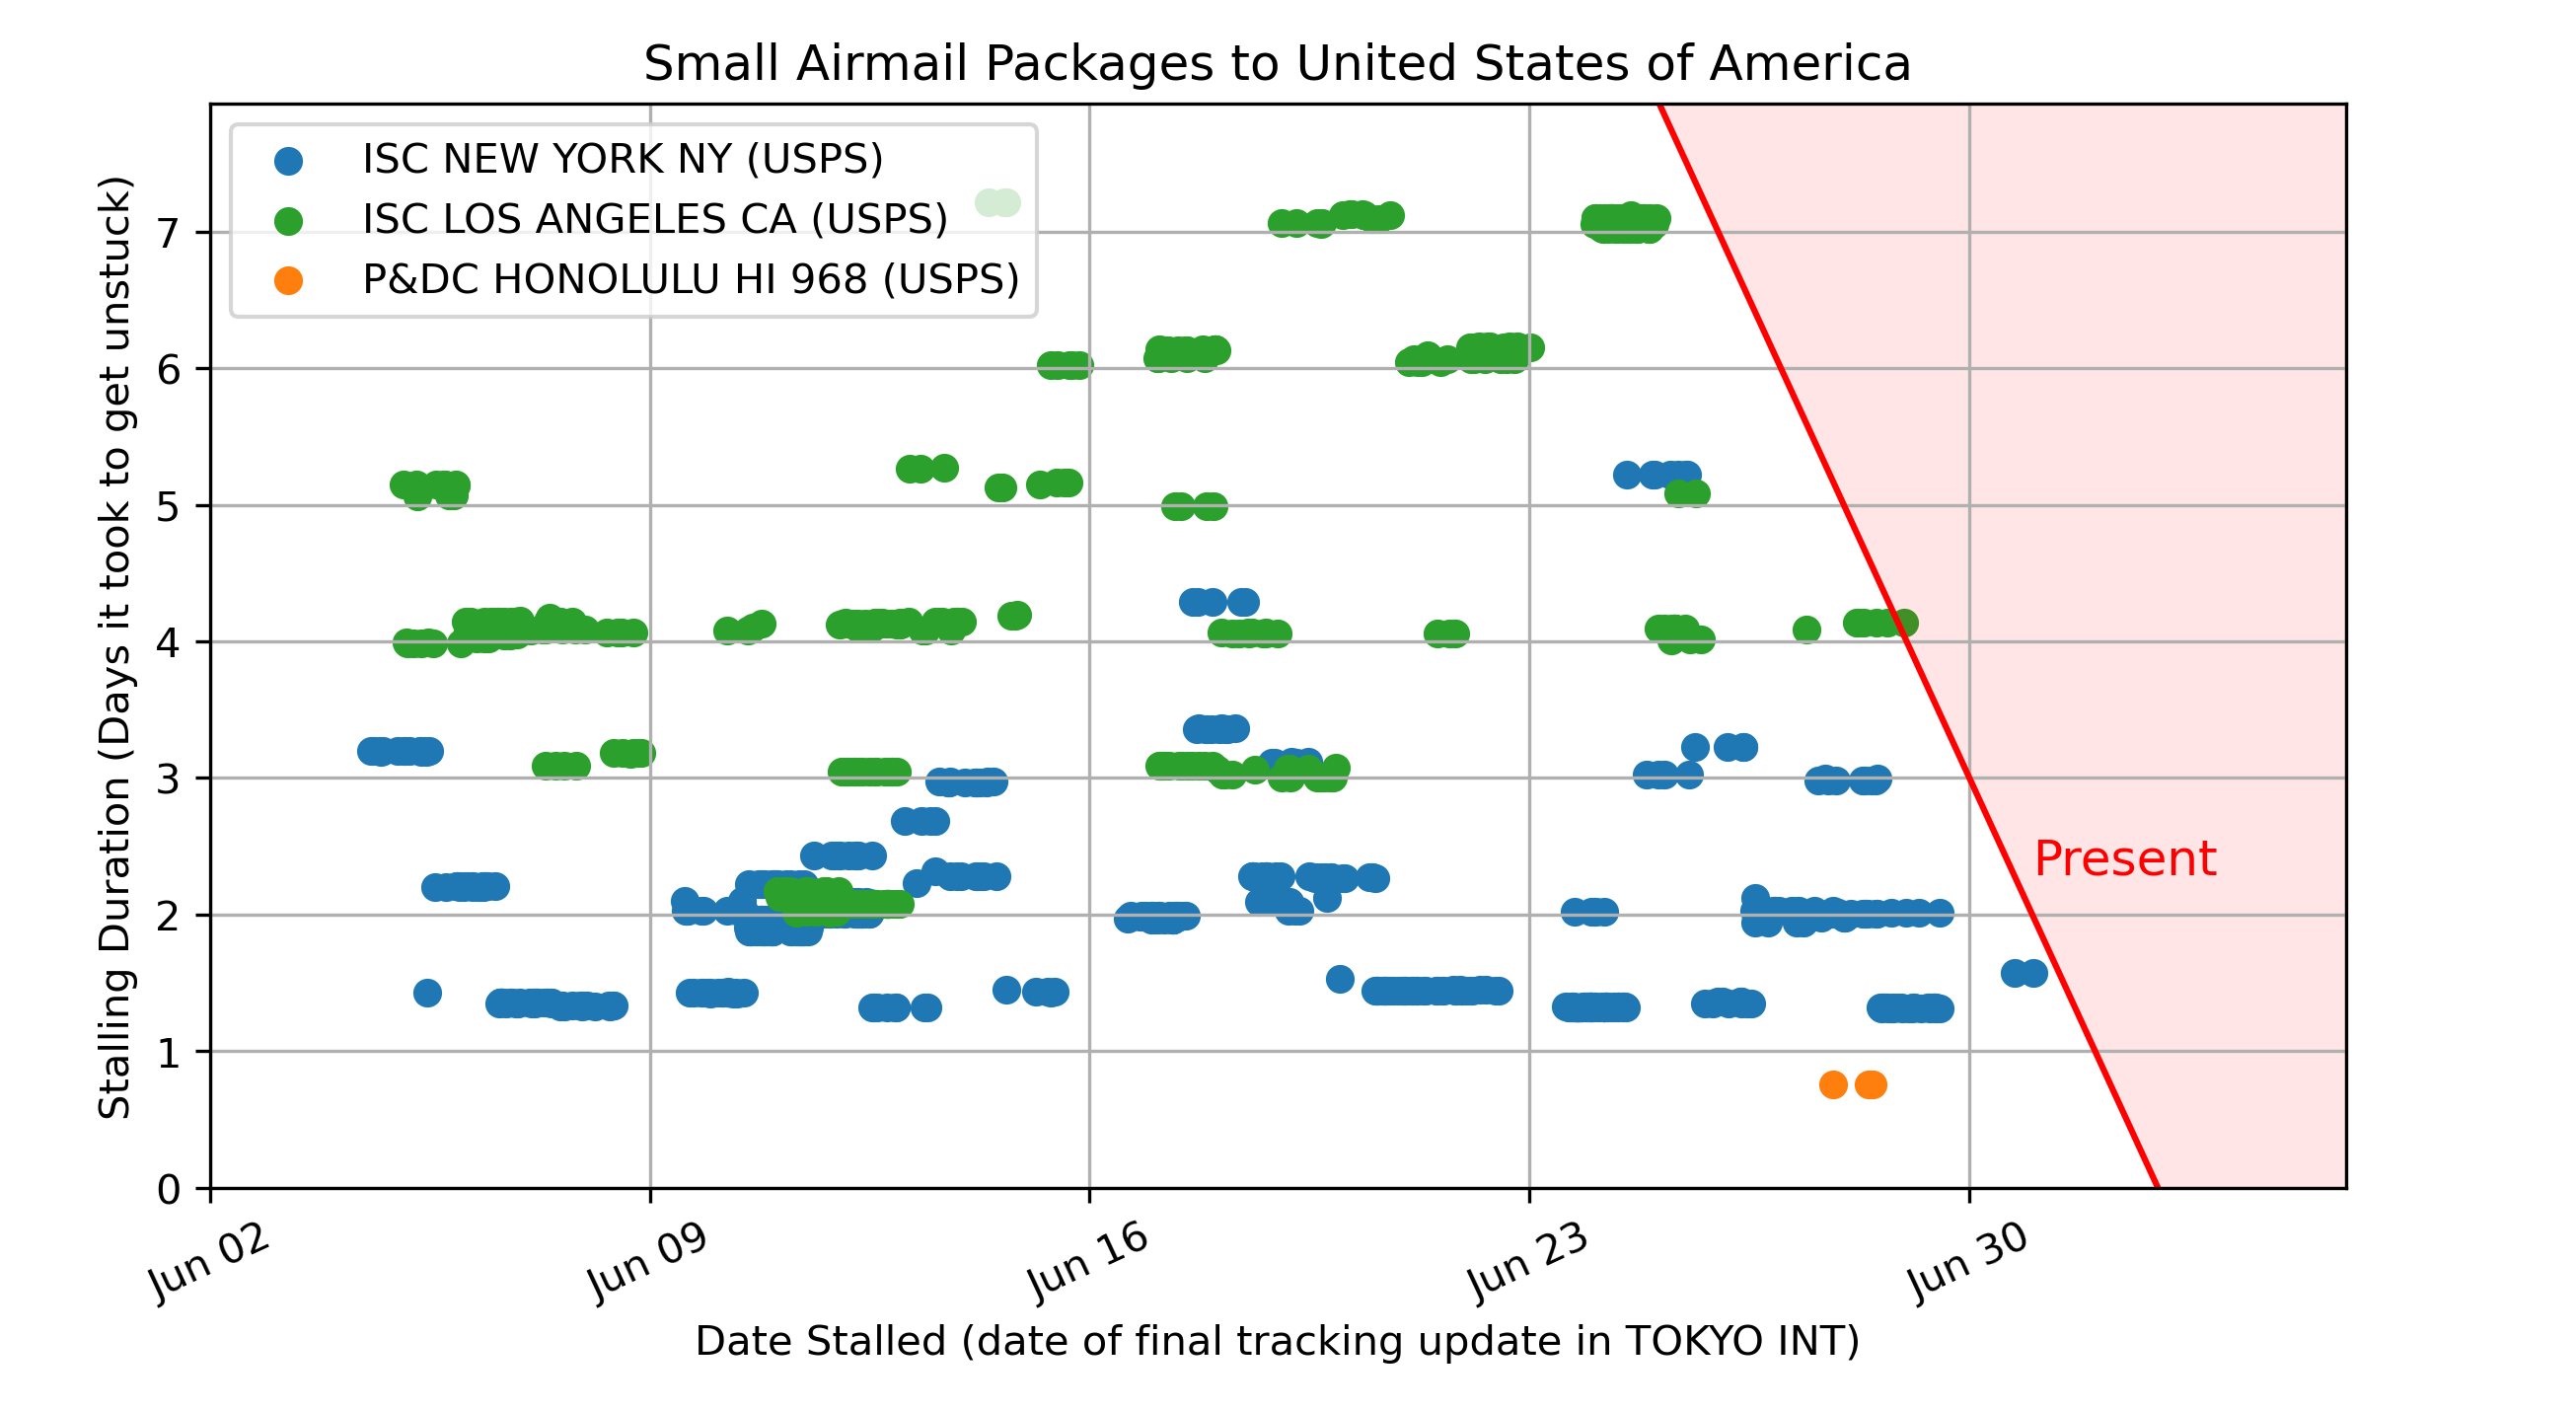 Small Airmail Packages to United States of America
ISC NEW YORK NY (USPS)
ISC LOS ANGELES CA (USPS)
P&DC HONOLULU HI 968 (USPS)
Stalling Duration (Days it took to get unstuck)
7
6
5
4
3
2
1
0
Present
Jun 02
Jun 09
Jun 16
Jun 23
Jun 30
Date Stalled (date of final tracking update in TOKYO INT)